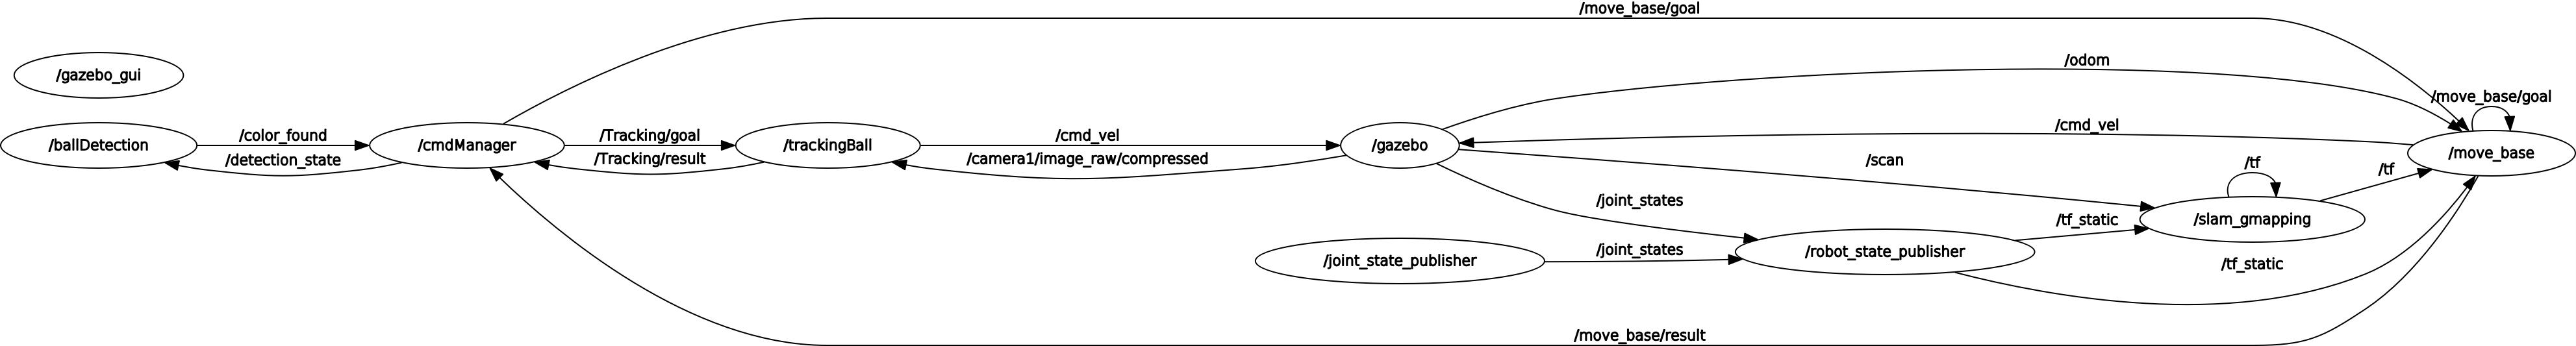 /move_base/goal
/gazebo_gui
/odom
/move_base/goal
/ballDetection
/color_found
/detection_state
/cmdManager
/Tracking/goal
/Tracking/result
/trackingBall
/cmd_vel
/camera1/image_raw/compressed
/gazebo
/cmd_vel
/move_base
/scan
/tf
/tf
/joint_states
/slam_gmapping
/tf_static
/joint_state_publisher
/joint_states
/robot_state_publisher
/tf_static
/move_base/result